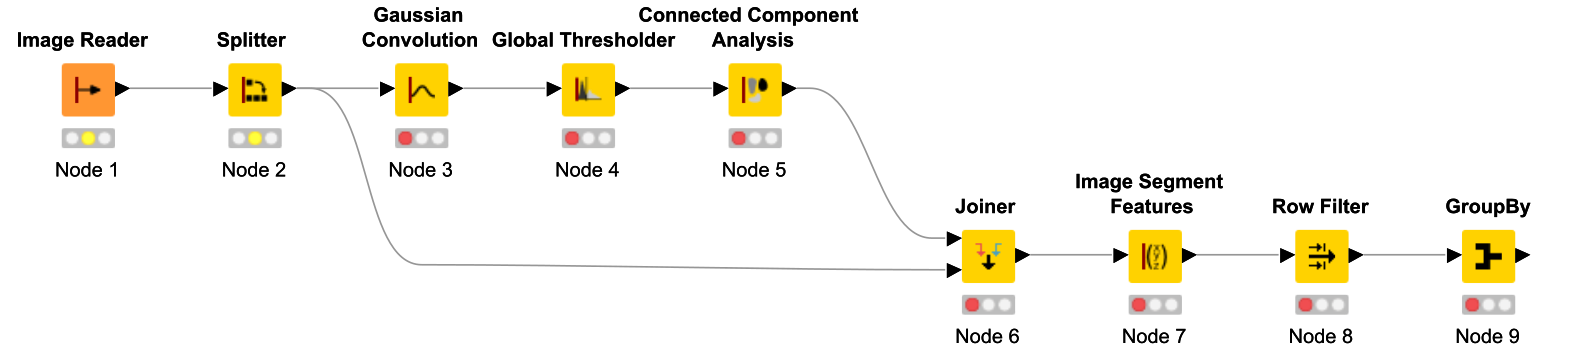 Image Reader
Splitter
Gaussian
Convolution
Global Thresholder
Connected Component
Analysis
Node 1
Node 2
Node 3
Node 4
Node 5
Joiner
Image Segment
Features
Row Filter
GroupBy
Node 6
Node 7
Node 8
Node 9